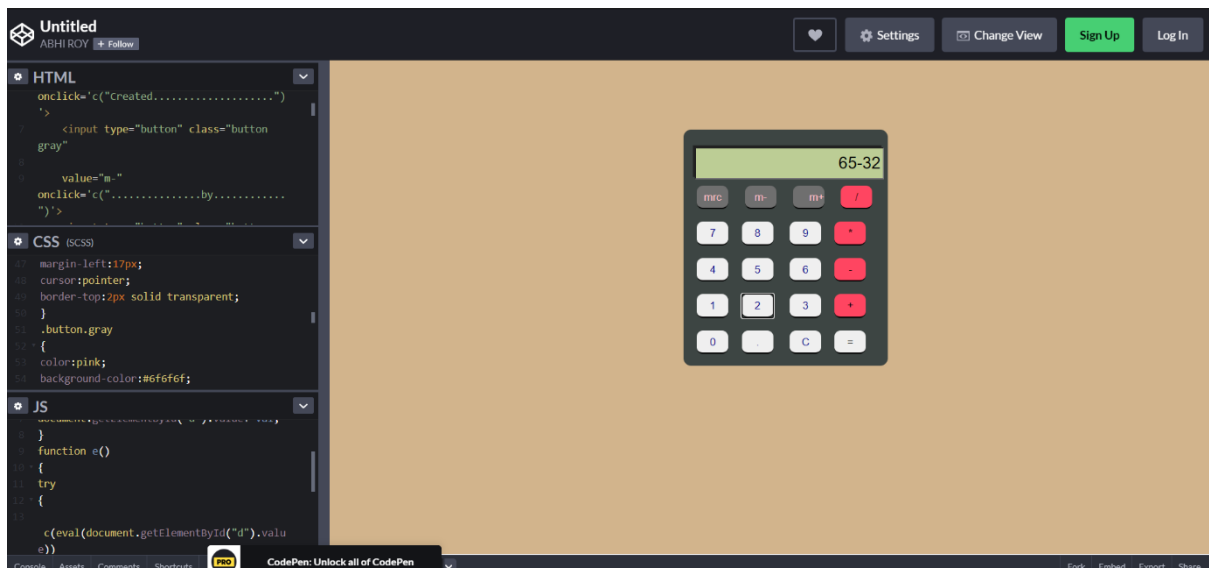 Untitled
ABHI ROY + Follow
Settings
Change View
Sign Up
Log In
HTML
onclick='c("Created....................")
'>
7 <input type="button" class="button
gray"
8
9 value="m-"
onclick='c("...............by............
")'>
CSS (SCSS)
47 margin-left:17px;
48 cursor:pointer;
49 border-top:2px solid transparent;
50 }
51 .button.gray
52 {
53 color:pink;
54 background-color:#6f6f6f;
JS
8 }
9 function e()
10 {
11 try
12 {
13
c(eval(document.getElementById("d").valu
e))
65-32
mrc m- m+ /
7 8 9 *
4 5 6 -
1 2 3 +
0 . C =
Console Assets Comments Shortcuts
PRO
CodePen: Unlock all of CodePen
Fork Embed Export Share